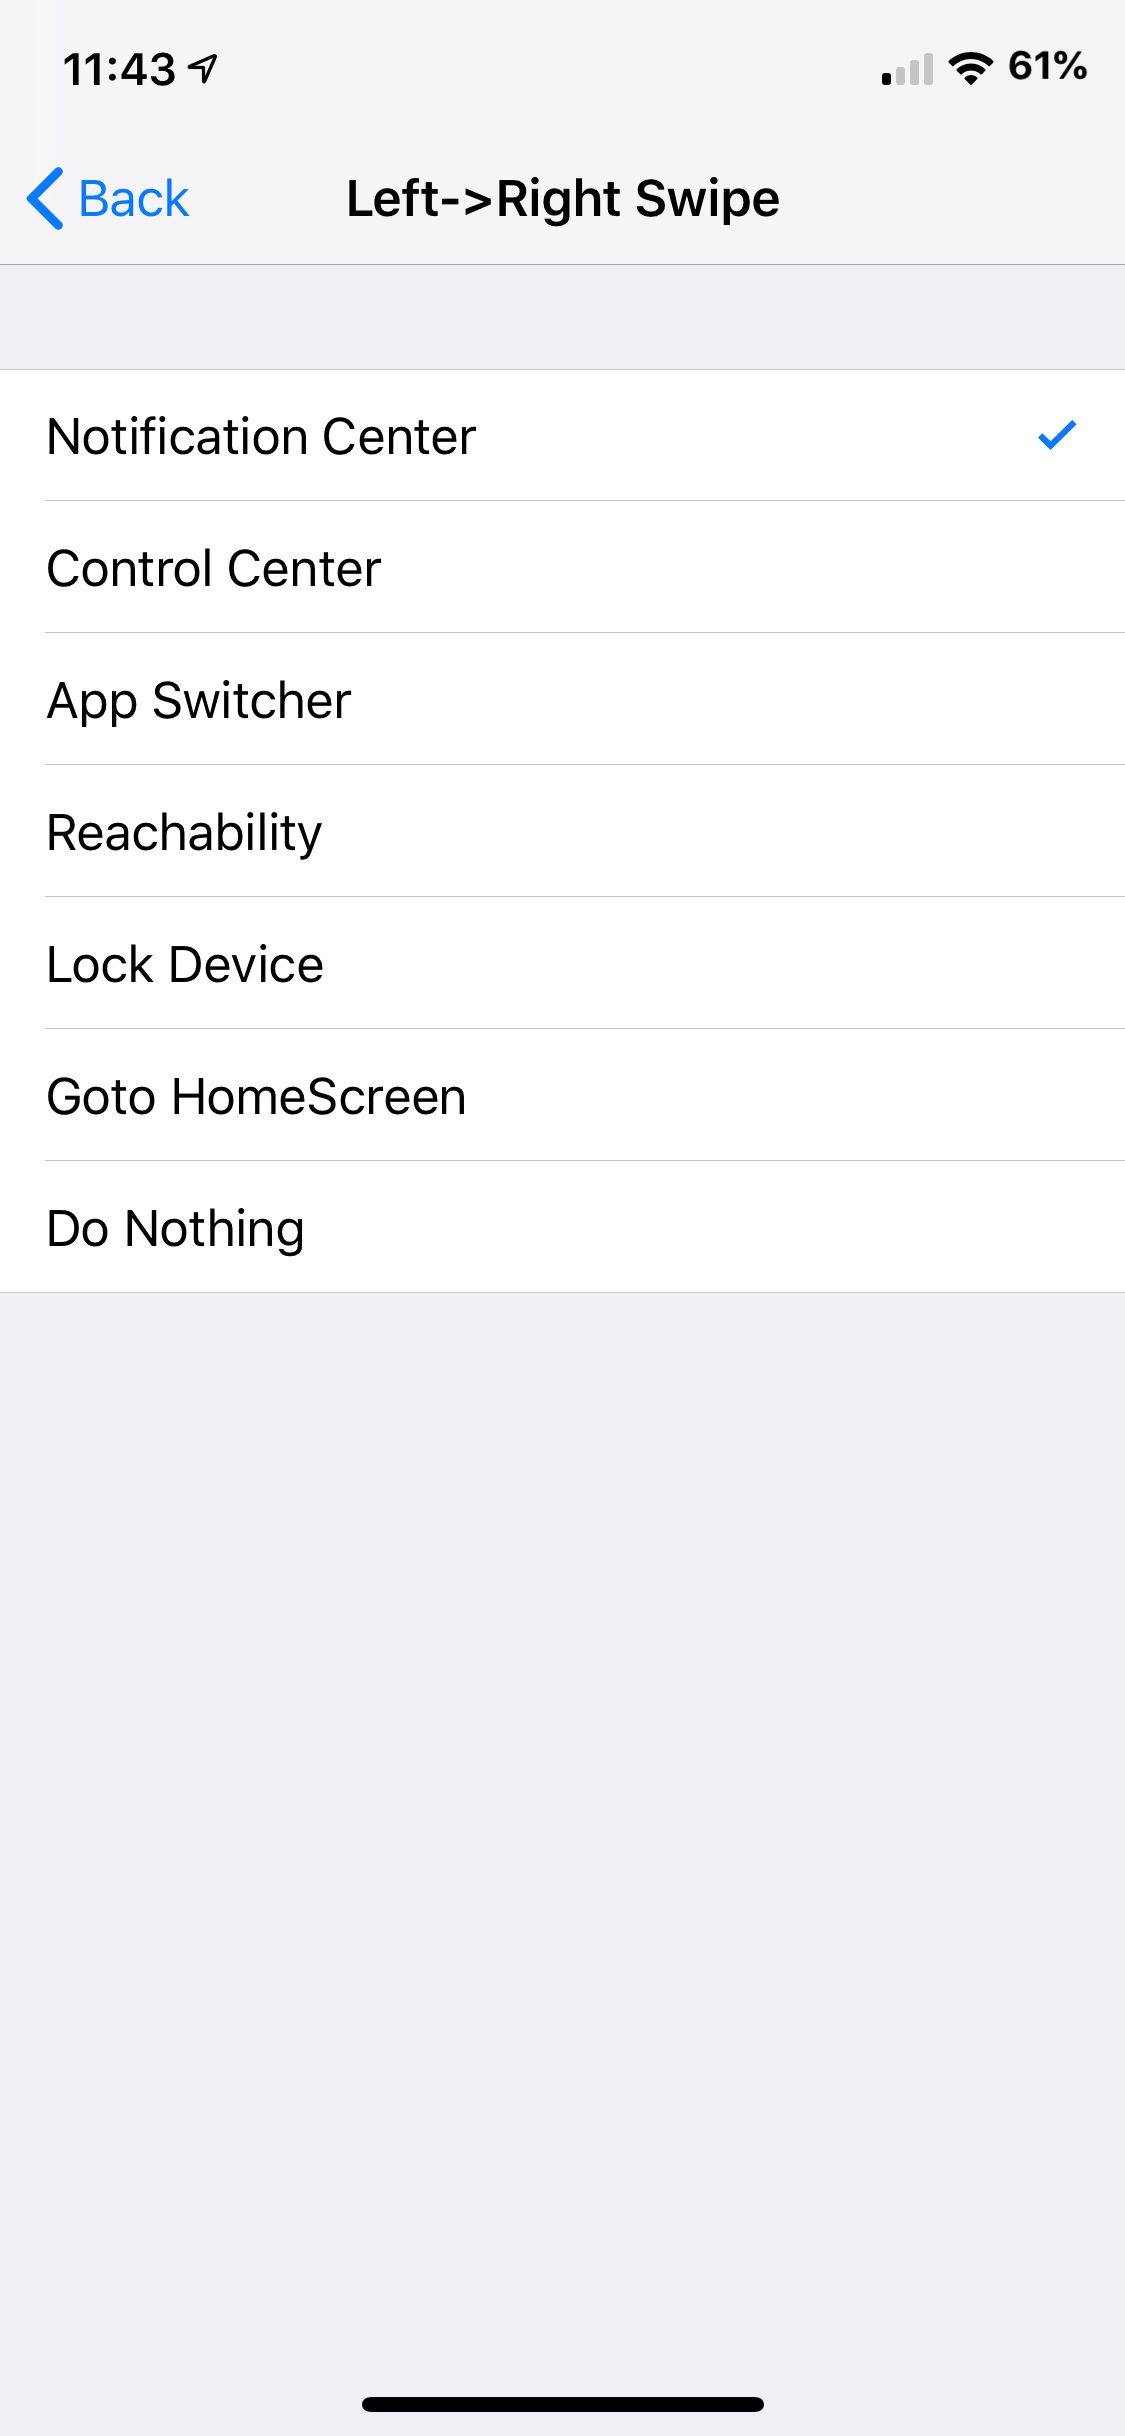 11:43 61%
Back Left->Right Swipe
Notification Center
Control Center
App Switcher
Reachability
Lock Device
Goto HomeScreen
Do Nothing